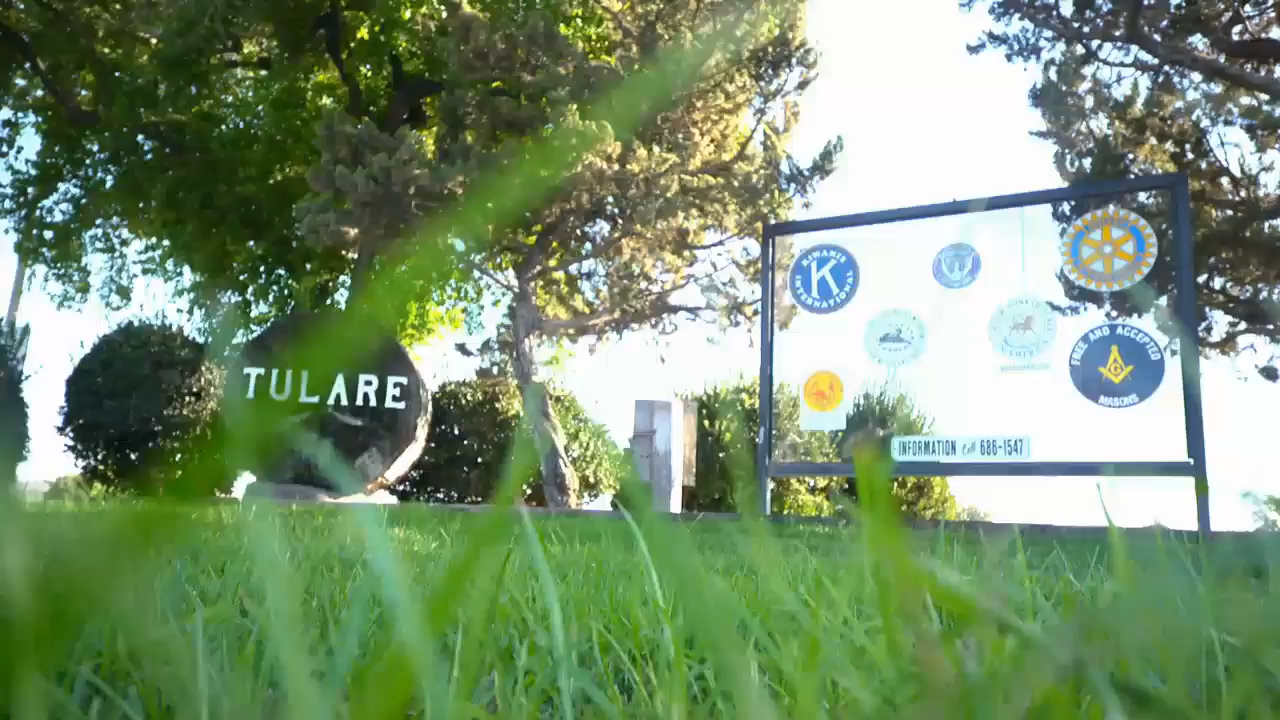 TULARE
KIWANIS
K
INTERNATIONAL
FREE AND ACCEPTED
G
MASONS
INFORMATION Call 686-1547